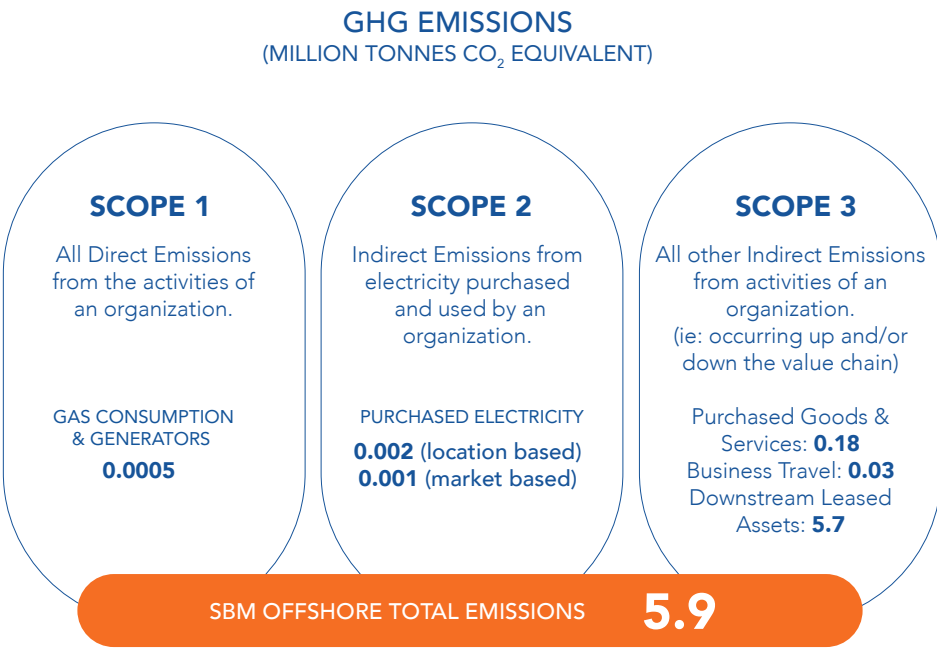 GHG EMISSIONS
(MILLION TONNES CO₂ EQUIVALENT)
SCOPE 1
All Direct Emissions
from the activities of
an organization.
GAS CONSUMPTION
& GENERATORS
0.0005
SCOPE 2
Indirect Emissions from
electricity purchased
and used by an
organization.
PURCHASED ELECTRICITY
0.002 (location based)
0.001 (market based)
SCOPE 3
All other Indirect Emissions
from activities of an
organization.
(ie: occurring up and/or
down the value chain)
Purchased Goods &
Services: 0.18
Business Travel: 0.03
Downstream Leased
Assets: 5.7
SBM OFFSHORE TOTAL EMISSIONS 5.9